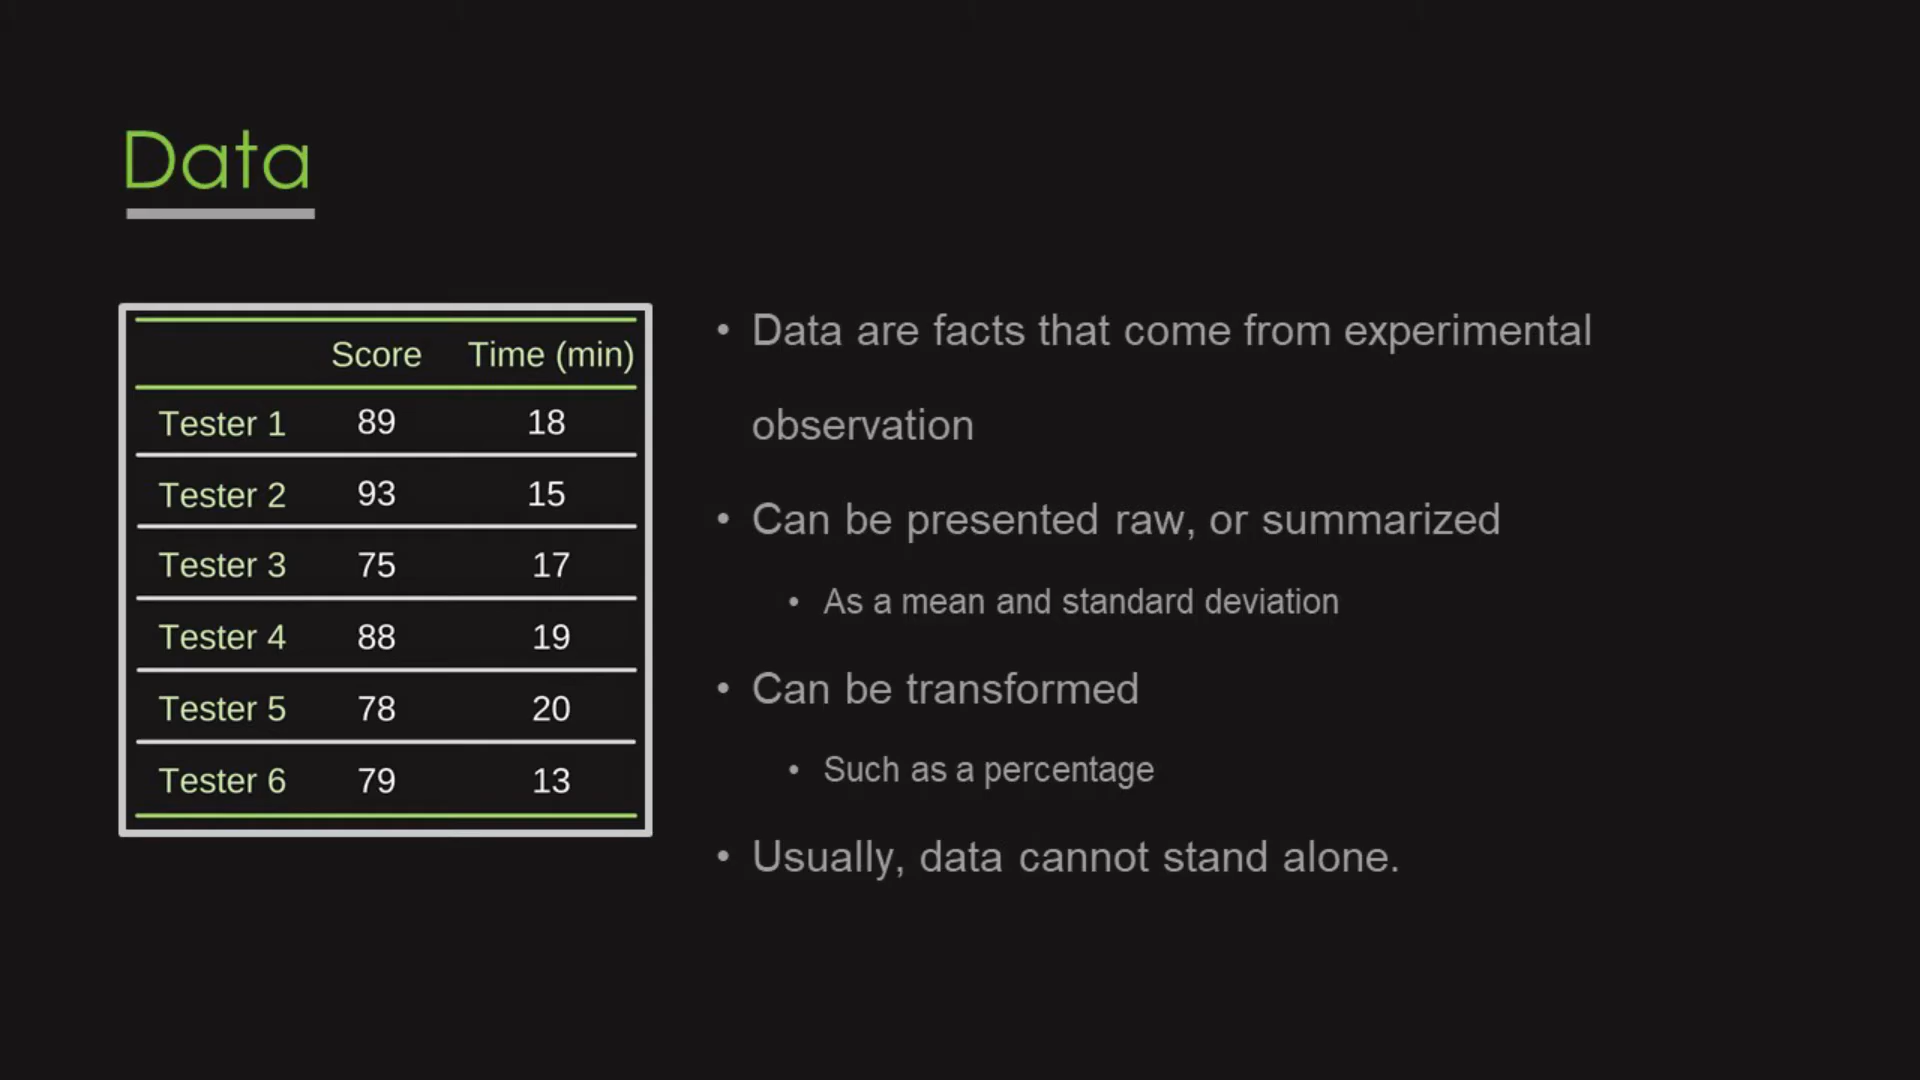 Data
Score Time (min)
Tester 1 89 18
Tester 2 93 15
Tester 3 75 17
Tester 4 88 19
Tester 5 78 20
Tester 6 79 13
• Data are facts that come from experimental
observation
• Can be presented raw, or summarized
• As a mean and standard deviation
• Can be transformed
• Such as a percentage
• Usually, data cannot stand alone.